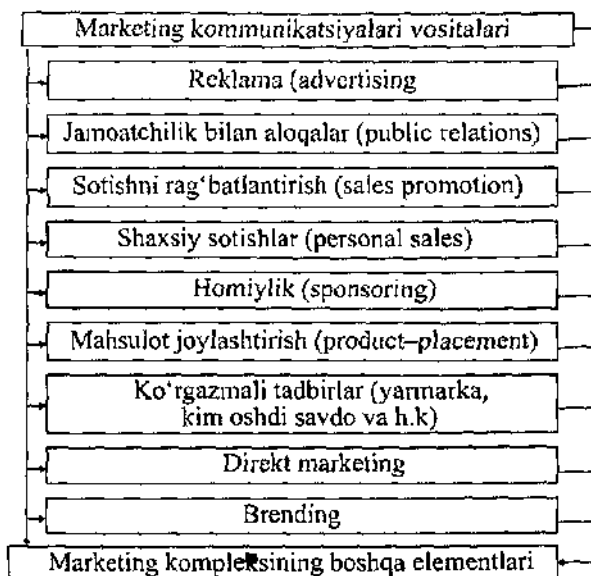 Marketing kommunikatsiyalari vositalari
Reklama (advertising
Jamoatchilik bilan aloqalar (public relations)
Sotishni rag‘batlantirish (sales promotion)
Shaxsiy sotishlar (personal sales)
Homiylik (sponsoring)
Mahsulot joylashtirish (product–placement)
Ko‘rgazmali tadbirlar (yarmarka,
kim oshdi savdo va h.k)
Direkt marketing
Brending
Marketing kompleksining boshqa elementlari